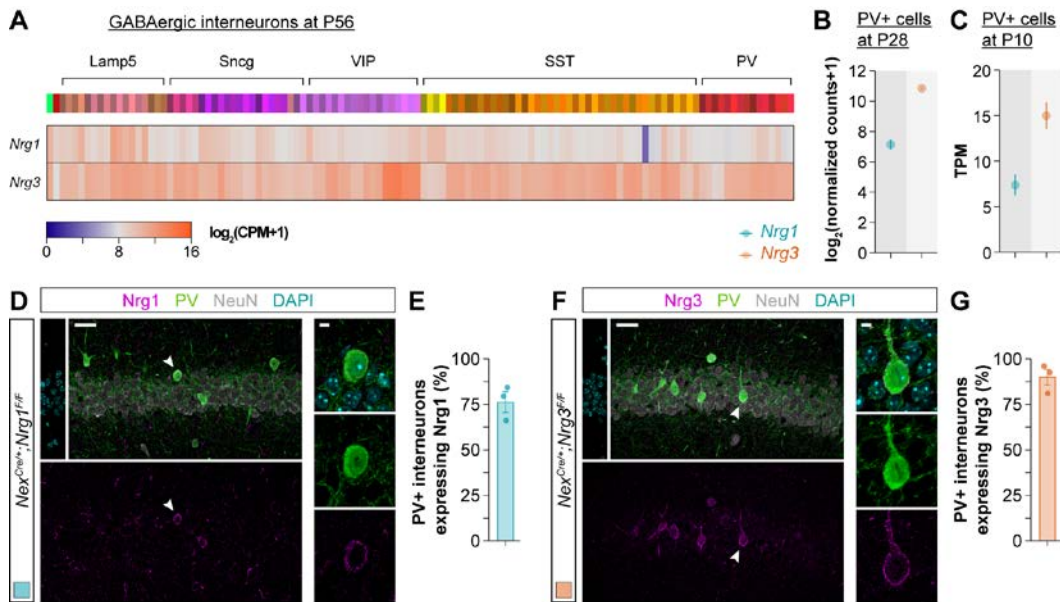 A
GABAergic interneurons at P56
Lamp5 Sncg VIP SST PV
Nrg1
Nrg3
log2(CPM+1)
0 8 16
Nrg1
Nrg3
B
PV+ cells
at P28
log2(normalized counts+1)
12
10
8
6
4
2
0
C
PV+ cells
at P10
TPM
20
15
10
5
0
D
Nrg1 PV NeuN DAPI
NexCre/+;Nrg1F/F
E
PV+ interneurons
expressing Nrg1 (%)
100
75
50
25
0
F
Nrg3 PV NeuN DAPI
NexCre/+;Nrg3F/F
G
PV+ interneurons
expressing Nrg3 (%)
100
75
50
25
0